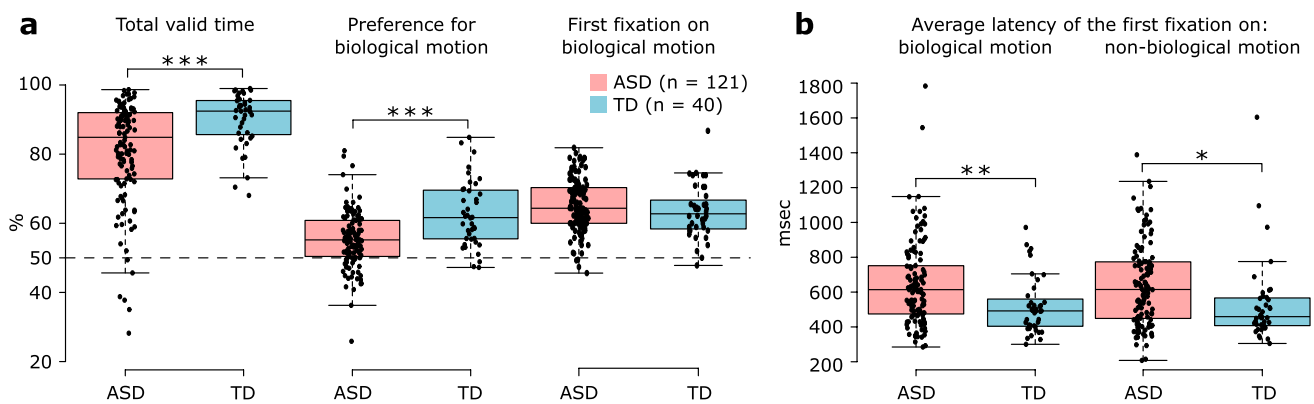 a
Total valid time
Preference for
biological motion
First fixation on
biological motion
ASD (n = 121)
TD (n = 40)
***
***
%
100
80
60
50
40
20
ASD
TD
ASD
TD
ASD
TD
b
Average latency of the first fixation on:
biological motion
non-biological motion
**
*
msec
1800
1600
1400
1200
1000
800
600
400
200
ASD
TD
ASD
TD